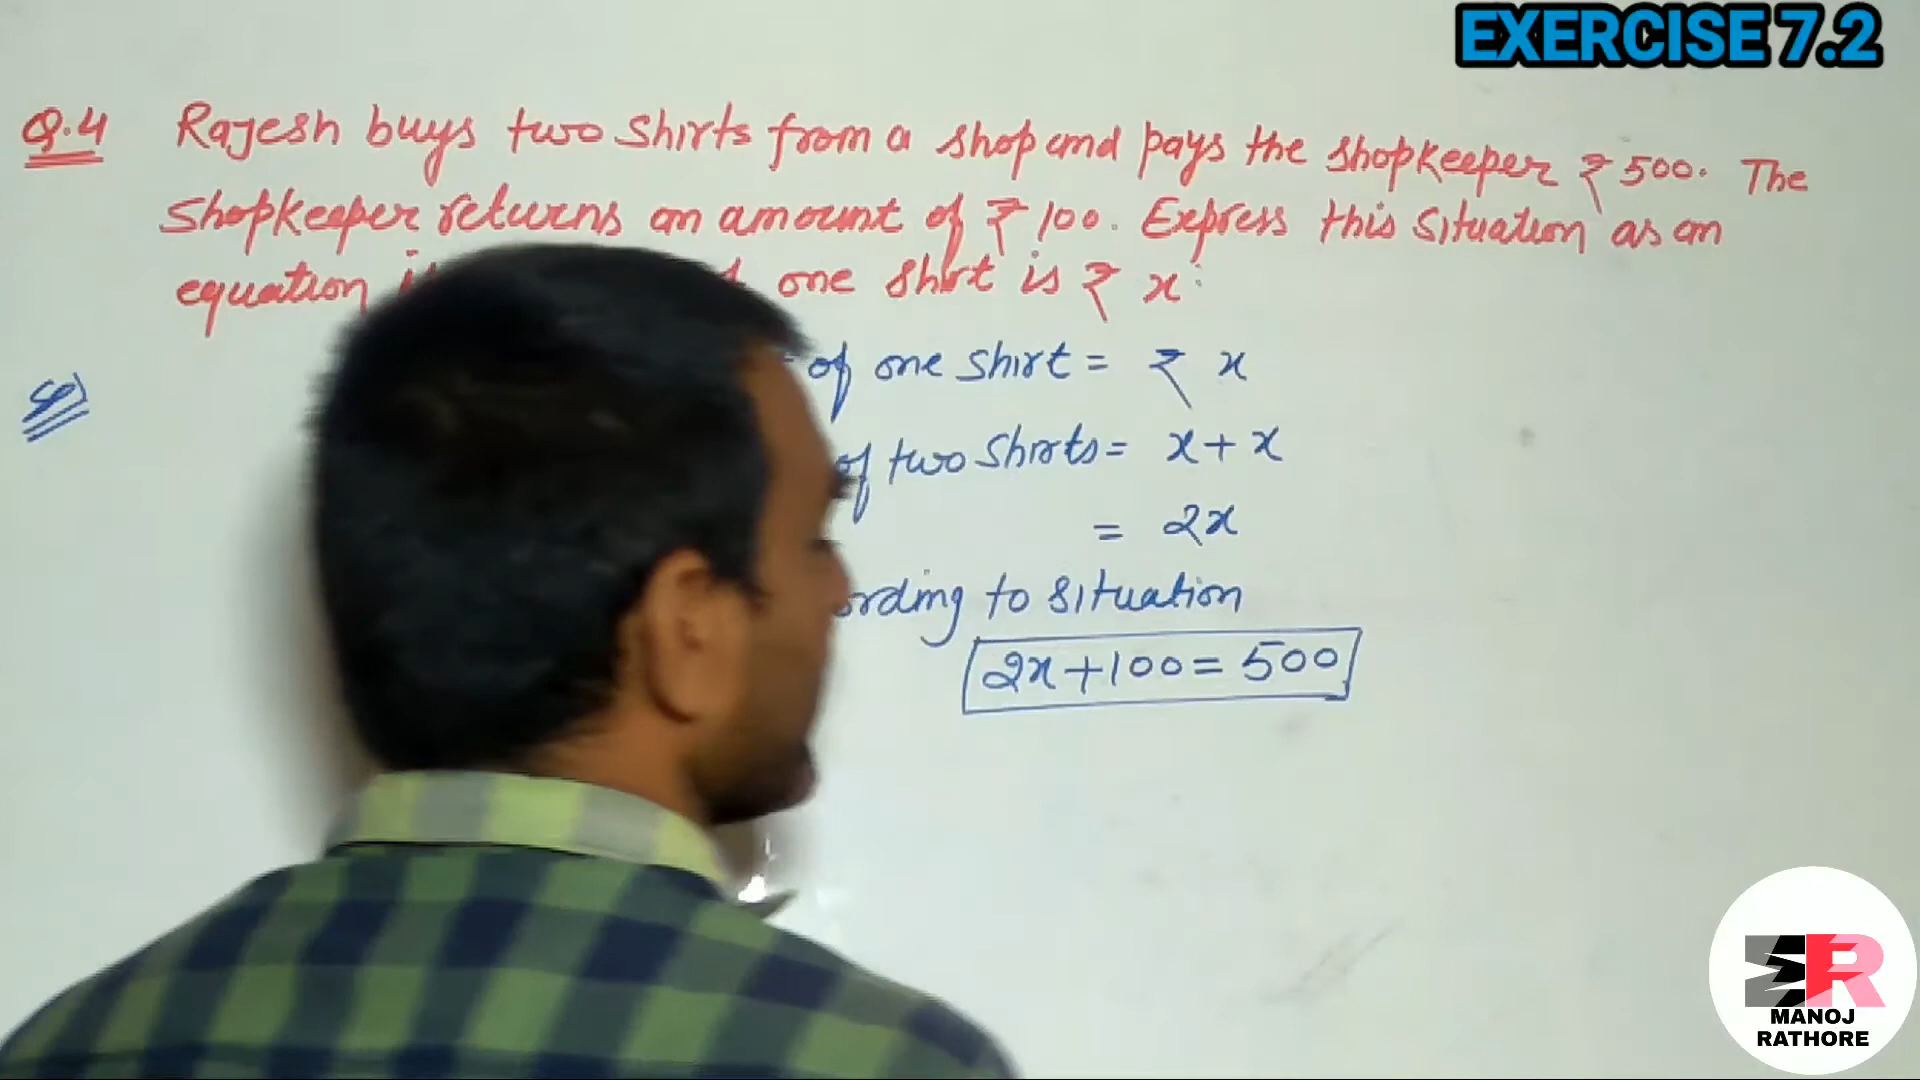 EXERCISE 7.2
Q.4 Rajesh buys two shirts from a shop and pays the shopkeeper ₹ 500. The
Shopkeeper returns an amount of ₹ 100. Express this situation as an
equation one shirt is ₹ x.
Sol
of one shirt = ₹ x
of two shirts = x + x
= 2x
to situation
2x + 100 = 500
MANOJ
RATHORE